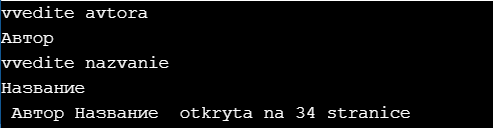 vvedite avtora
Автор
vvedite nazvanie
Название
Автор Название  otkryta na 34 stranice